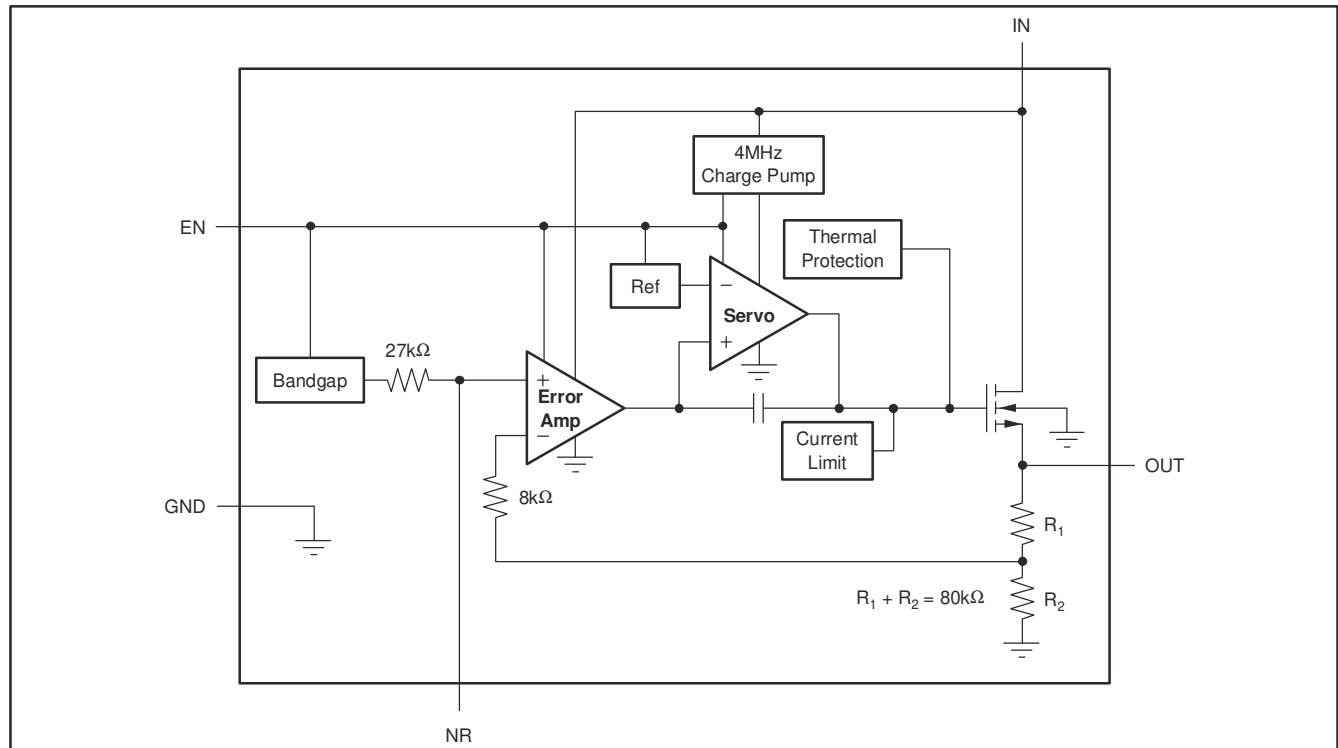 IN
4MHz
Charge Pump
EN
Thermal
Protection
Ref
−
Servo
+
27kΩ
Bandgap
+
Error
Amp
−
Current
Limit
OUT
8kΩ
GND
R1
R1 + R2 = 80kΩ
R2
NR